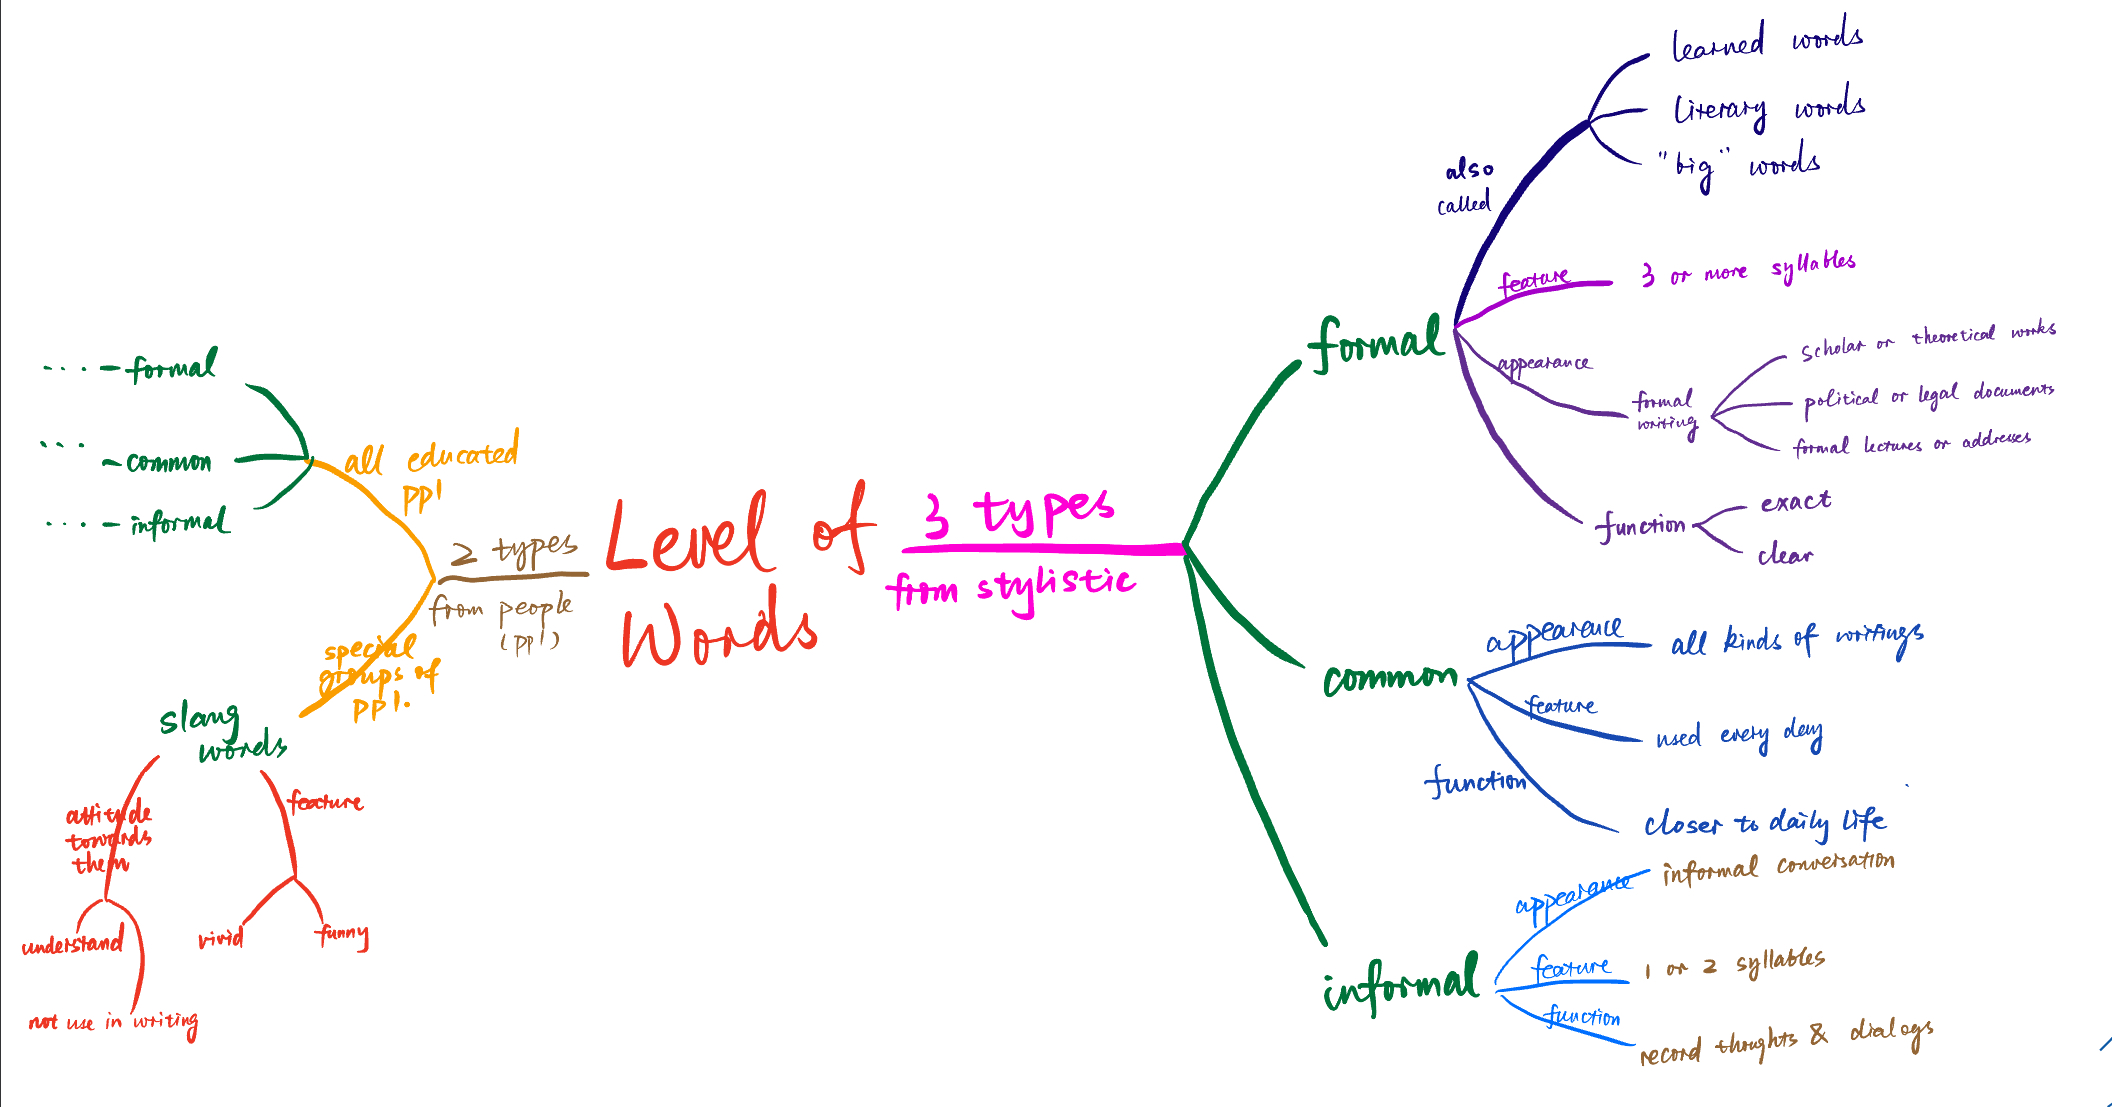 Level of
Words
3 types
from stylistic
formal
also
called
learned words
literary words
"big" words
feature
3 or more syllables
appearance
formal
writing
scholar or theoretical works
political or legal documents
formal lectures or addresses
function
exact
clear
common
appearence
all kinds of writings
feature
used every day
function
closer to daily life
informal
appearance
informal conversation
feature
1 or 2 syllables
function
record thoughts & dialogs
2 types
from people
(ppl)
all educated
ppl
.... - formal
... - common
.... - informal
special
groups of
ppl.
slang
words
attitude
towards
them
understand
not use in writing
feature
vivid
funny